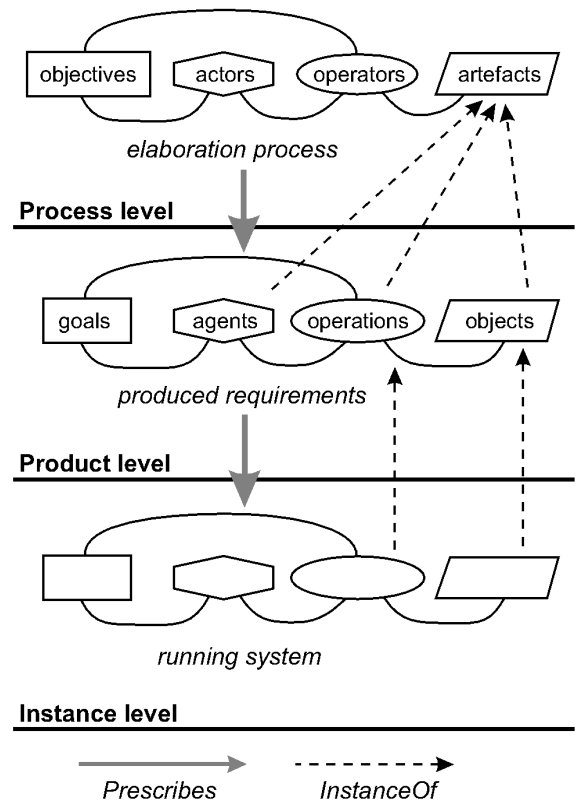 objectives actors operators artefacts
elaboration process
Process level
goals agents operations objects
produced requirements
Product level
running system
Instance level
Prescribes InstanceOf